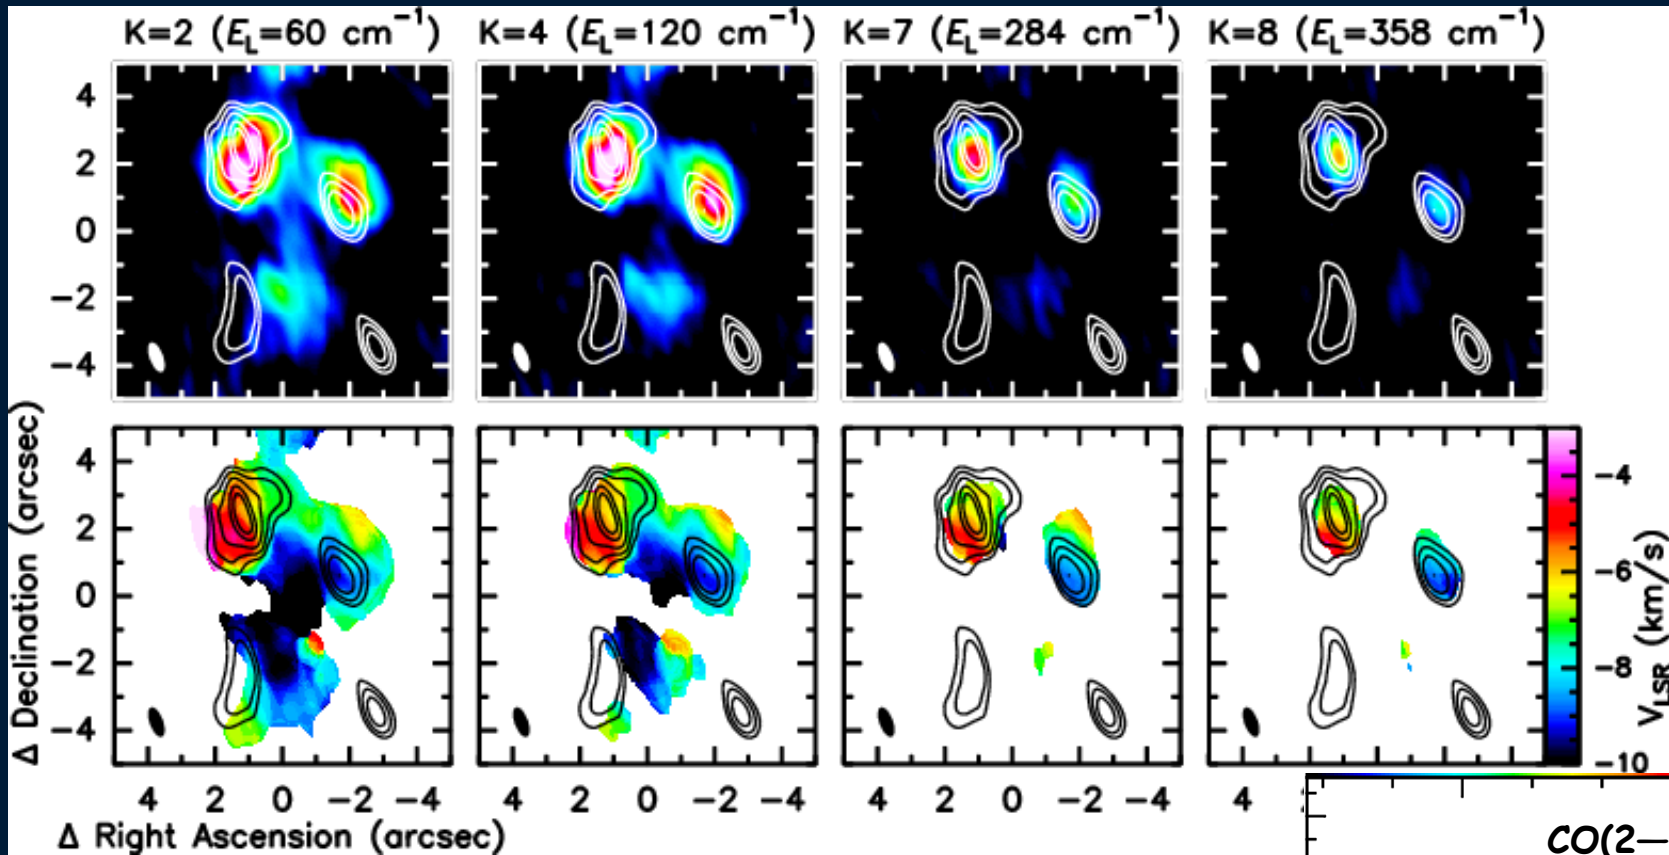 K=2 (E_L=60 cm⁻¹) K=4 (E_L=120 cm⁻¹) K=7 (E_L=284 cm⁻¹) K=8 (E_L=358 cm⁻¹)
4
2
0
−2
−4
4
2
0
−2
−4
Δ Declination (arcsec)
−4
−6
−8
−10
V_LSR (km/s)
4 2 0 −2 −4 4 2 0 −2 −4 4 2 0 −2 −4 4
Δ Right Ascension (arcsec)
CO(2—